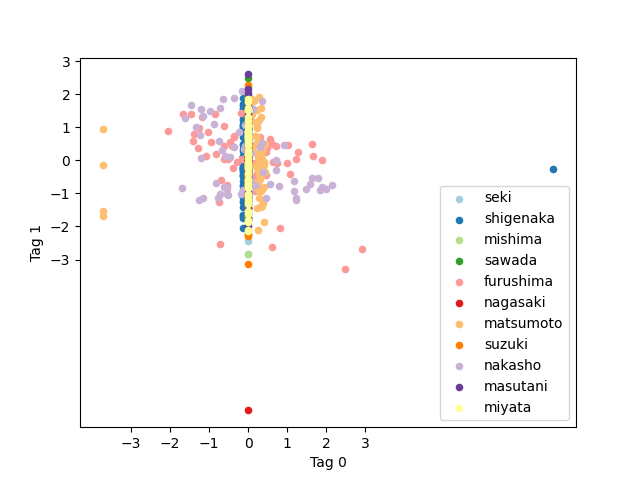 3
2
1
0
−1
−2
−3
Tag 1
−3
−2
−1
0
1
2
3
Tag 0
seki
shigenaka
mishima
sawada
furushima
nagasaki
matsumoto
suzuki
nakasho
masutani
miyata